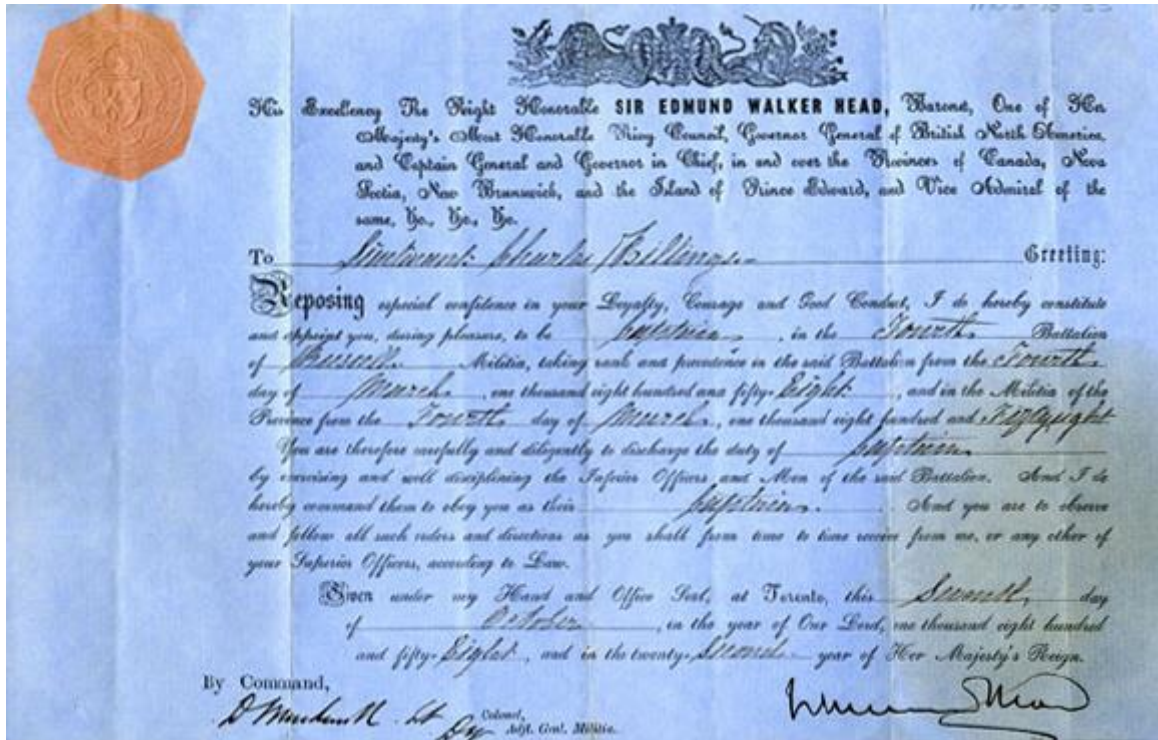 His Excellency The Right Honorable SIR EDMUND WALKER HEAD, Baronet, One of Her
Majesty's Most Honorable Privy Council, Governor General of British North America,
and Captain General and Governor in Chief, in and over the Provinces of Canada, Nova
Scotia, New Brunswick, and the Island of Prince Edward, and Vice Admiral of the
same, &c., &c., &c.
To Lieutenant Charles Billings Greeting:
Reposing especial confidence in your Loyalty, Courage and Good Conduct, I do hereby constitute
and appoint you, during pleasure, to be Captain, in the Fourth Battalion
of Russell Militia, taking rank and precedence in the said Battalion from the Fourth
day of March, one thousand eight hundred and fifty-Eight, and in the Militia of the
Province from the Fourth day of March, one thousand eight hundred and Fiftyeight
You are therefore carefully and diligently to discharge the duty of Captain
by exercising and well disciplining the Inferior Officers and Men of the said Battalion. And I do
hereby command them to obey you as their Captain. And you are to observe
and follow all such orders and directions as you shall from time to time receive from me, or any other of
your Superior Officers, according to Law.
Given under my Hand and Office Seal, at Toronto, this Seventh day
of October, in the year of Our Lord, one thousand eight hundred
and fifty-Eight, and in the twenty-Second year of Her Majesty's Reign.
By Command,
Lt Colonel,
Dy Adjt. Genl. Militia.